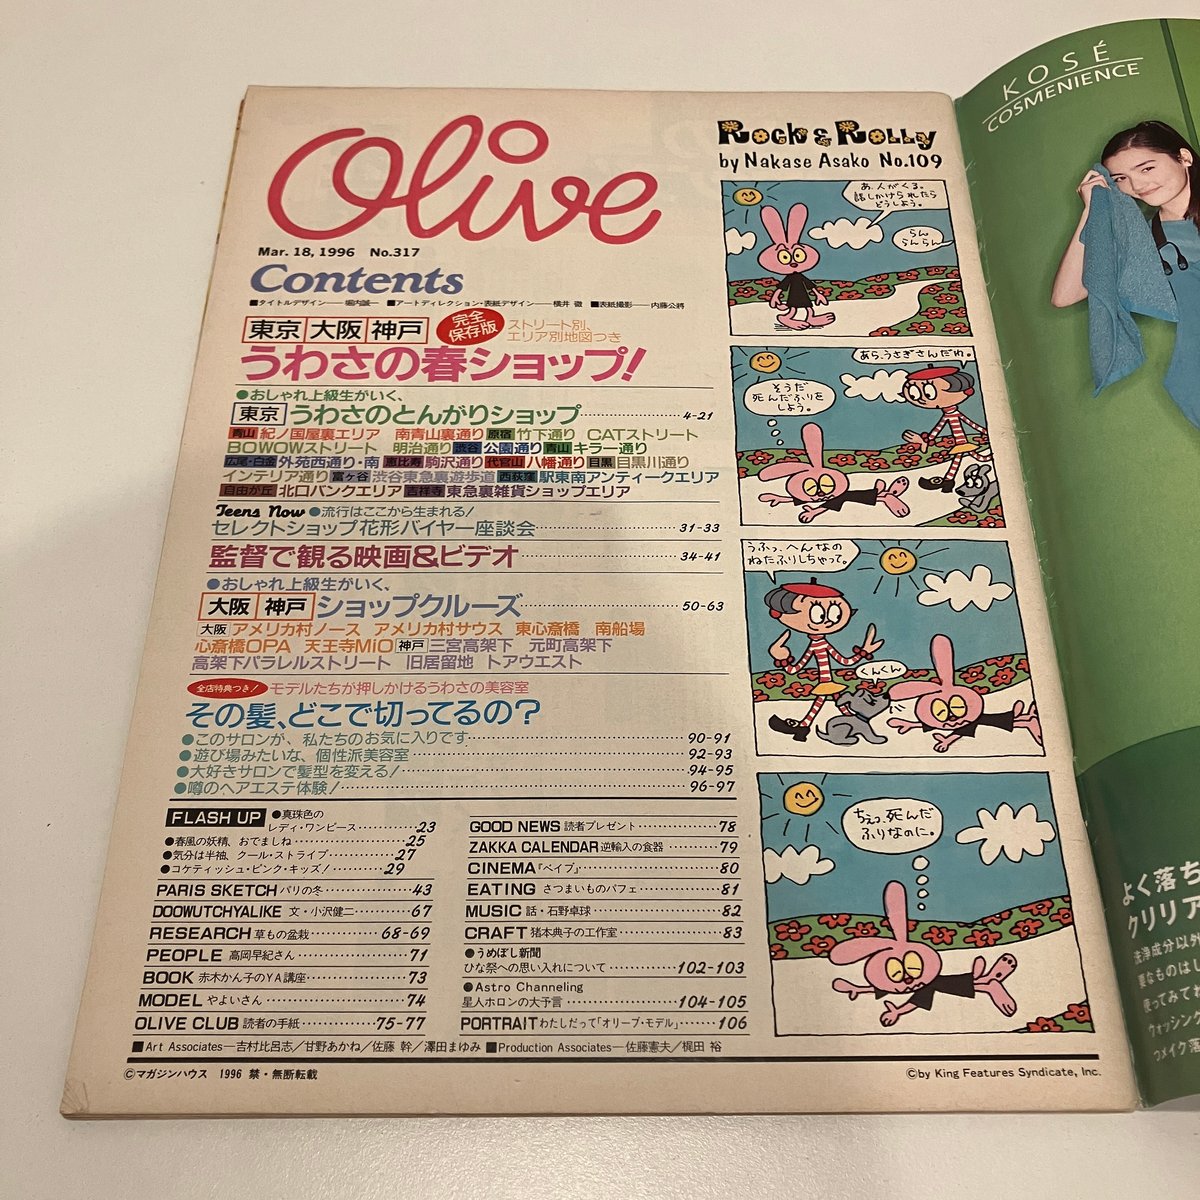 Olive
Mar. 18, 1996 No.317
Contents
■タイトルデザイン──堀内誠一 ■アートディレクション・表紙デザイン──横井 徹 ■表紙撮影──内藤公將
東京 大阪 神戸
完全保存版
ストリート別、
エリア別地図つき
うわさの春ショップ!
●おしゃれ上級生がいく、
東京 うわさのとんがりショップ 4-21
青山 紀ノ国屋裏エリア 南青山裏通り 原宿 竹下通り CATストリート
BOWOWストリート 明治通り 渋谷 公園通り 青山 キラー通り
広尾・白金 外苑西通り・南 恵比寿 駒沢通り 代官山 八幡通り 目黒 目黒川通り
インテリア通り 富ヶ谷 渋谷東急裏遊歩道 西荻窪 駅東南アンティークエリア
自由が丘 北口バンクエリア 吉祥寺 東急裏雑貨ショップエリア
Teens Now ●流行はここから生まれる!
セレクトショップ花形バイヤー座談会 31-33
監督で観る映画&ビデオ 34-41
●おしゃれ上級生がいく、
大阪 神戸 ショップクルーズ 50-63
大阪 アメリカ村ノース アメリカ村サウス 東心斎橋 南船場
心斎橋OPA 天王寺MiO 神戸 三宮高架下 元町高架下
高架下パラレルストリート 旧居留地 トアウエスト
全店特典つき! モデルたちが押しかけるうわさの美容室
その髪、どこで切ってるの?
●このサロンが、私たちのお気に入りです 90-91
●遊び場みたいな、個性派美容室 92-93
●大好きサロンで髪型を変える! 94-95
●噂のヘアエステ体験! 96-97
FLASH UP ●真珠色の
レディ・ワンピース 23
●春風の妖精、おでましね 25
●気分は半袖、クール・ストライプ 27
●コケティッシュ・ピンク・キッズ! 29
PARIS SKETCH パリの冬 43
DOOWUTCHYALIKE 文・小沢健二 67
RESEARCH 草もの盆栽 68-69
PEOPLE 高岡早紀さん 71
BOOK 赤木かん子のYA講座 73
MODEL やよいさん 74
OLIVE CLUB 読者の手紙 75-77
GOOD NEWS 読者プレゼント 78
ZAKKA CALENDAR 逆輸入の食器 79
CINEMA「ベイブ」 80
EATING さつまいものパフェ 81
MUSIC 話・石野卓球 82
CRAFT 猪本典子の工作室 83
●うめぼし新聞
ひな祭への思い入れについて 102-103
●Astro Channeling
星人ホロンの大予言 104-105
PORTRAIT わたしだって「オリーブ・モデル」 106
■Art Associates─吉村比呂志/甘野あかね/佐藤 幹/澤田まゆみ ■Production Associates─佐藤憲夫/梶田 裕
©マガジンハウス 1996 禁・無断転載
©by King Features Syndicate, Inc.
Rock & Rolly
by Nakase Asako No.109
あ、人がくる。
話しかけられたら
どうしよう。
らん
らんらん
あら、うさぎさんだわ。
そうだ
死んだふりを
しよう。
うふっ、へんなの
ねたふりしちゃって。
くんくん
ちぇっ、死んだ
ふりなのに。
KOSÉ
COSMENIENCE
よく落ち
クリリア
洗浄成分以外
要なものはし
使ってみてわ
ウォッシング
つメイク落